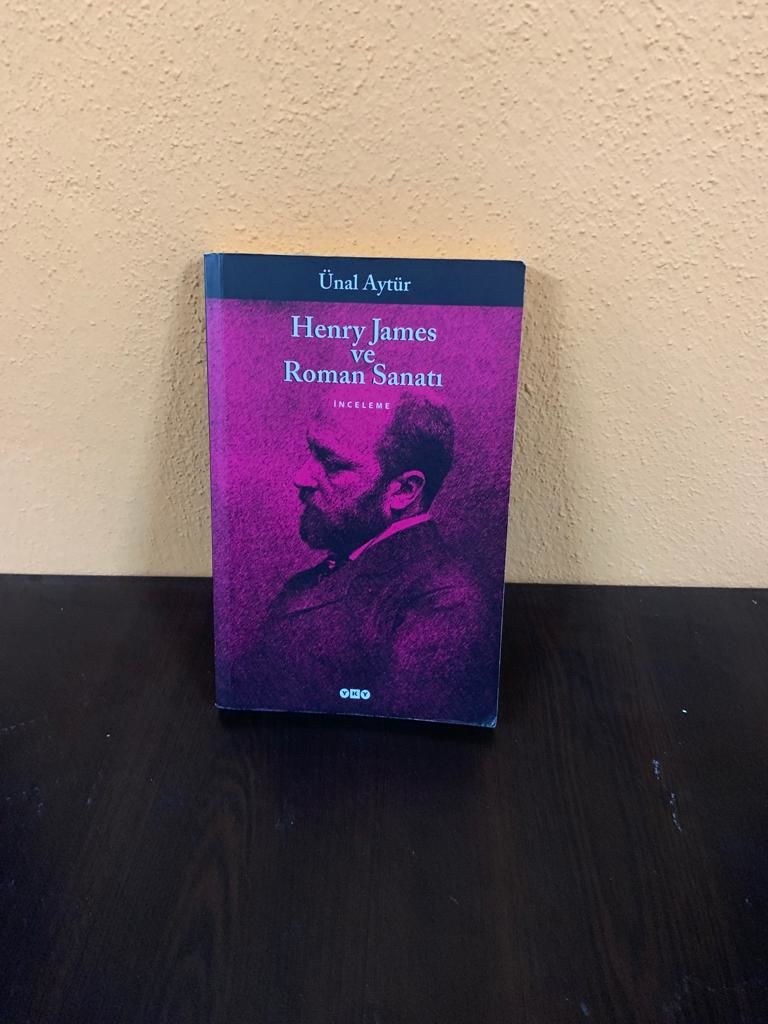 Ünal Aytür
Henry James
ve
Roman Sanatı
İNCELEME
YKY